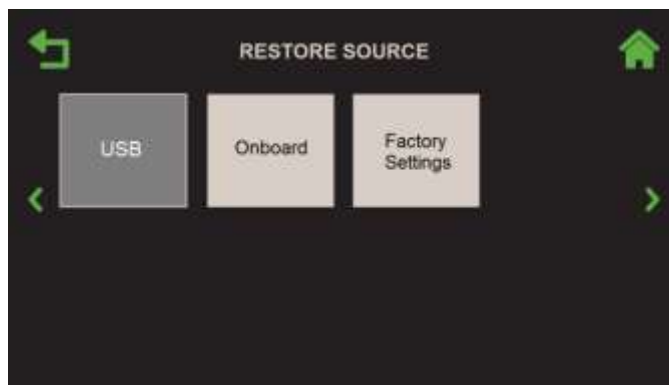 RESTORE SOURCE
USB
Onboard
Factory
Settings